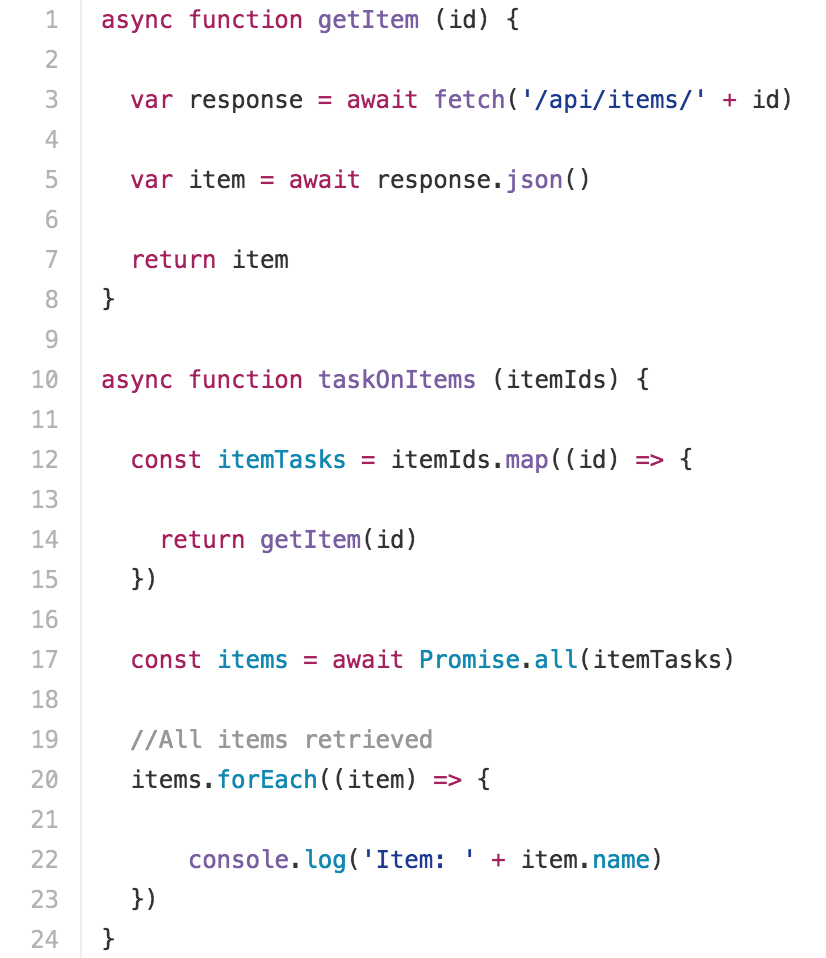 1 async function getItem (id) {
2
3 var response = await fetch('/api/items/' + id)
4
5 var item = await response.json()
6
7 return item
8 }
9
10 async function taskOnItems (itemIds) {
11
12 const itemTasks = itemIds.map((id) => {
13
14 return getItem(id)
15 })
16
17 const items = await Promise.all(itemTasks)
18
19 //All items retrieved
20 items.forEach((item) => {
21
22 console.log('Item: ' + item.name)
23 })
24 }